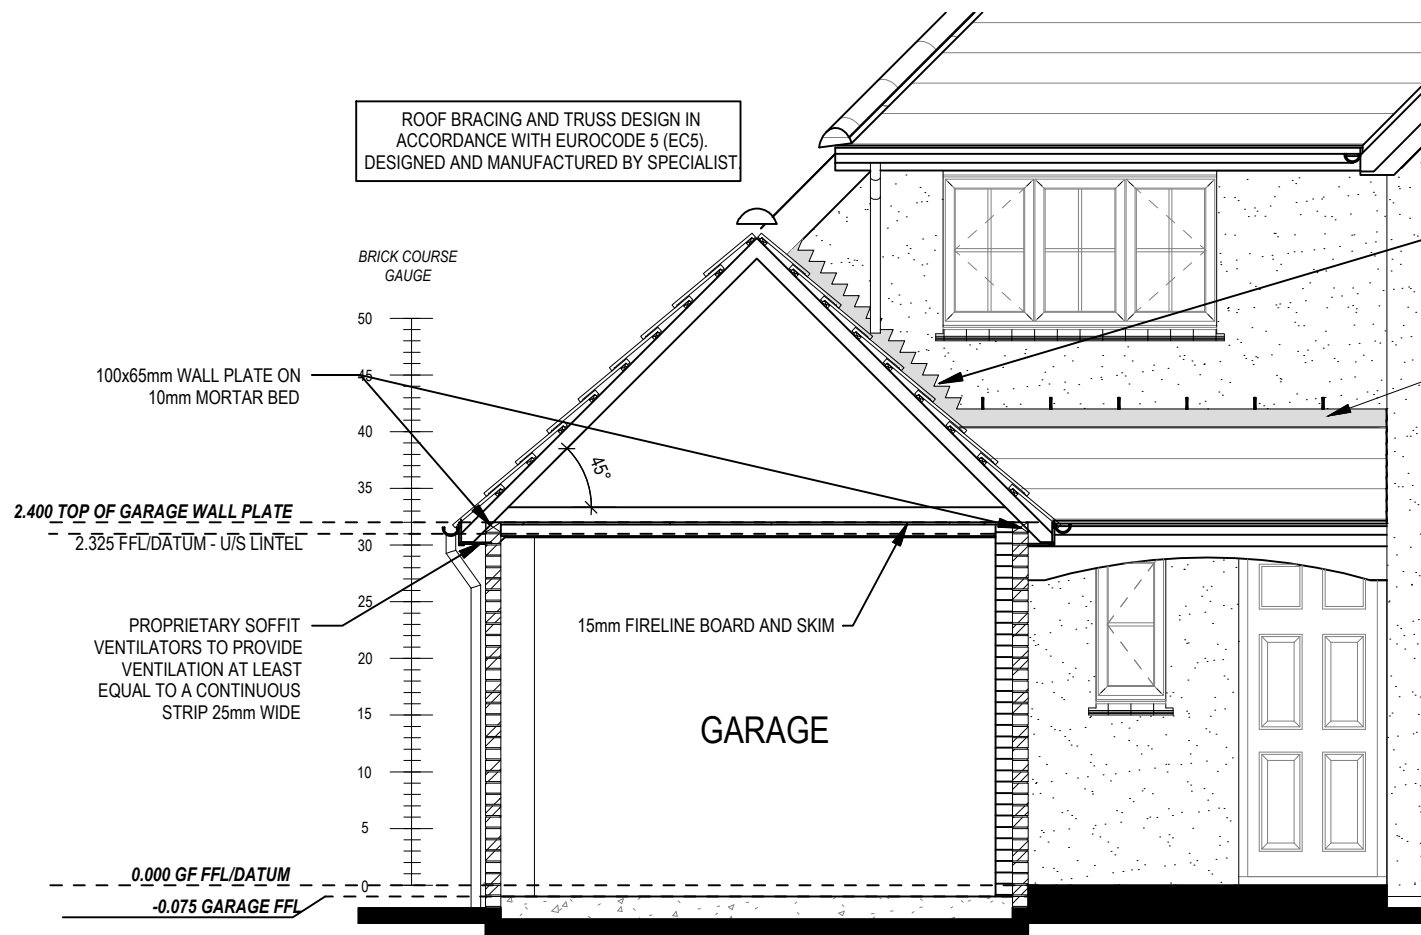 ROOF BRACING AND TRUSS DESIGN IN
ACCORDANCE WITH EUROCODE 5 (EC5).
DESIGNED AND MANUFACTURED BY SPECIALIST.
BRICK COURSE
GAUGE
50
45
40
35
30
25
20
15
10
5
0
100x65mm WALL PLATE ON
10mm MORTAR BED
45°
2.400 TOP OF GARAGE WALL PLATE
2.325 FFL/DATUM - U/S LINTEL
PROPRIETARY SOFFIT
VENTILATORS TO PROVIDE
VENTILATION AT LEAST
EQUAL TO A CONTINUOUS
STRIP 25mm WIDE
15mm FIRELINE BOARD AND SKIM
GARAGE
0.000 GF FFL/DATUM
-0.075 GARAGE FFL